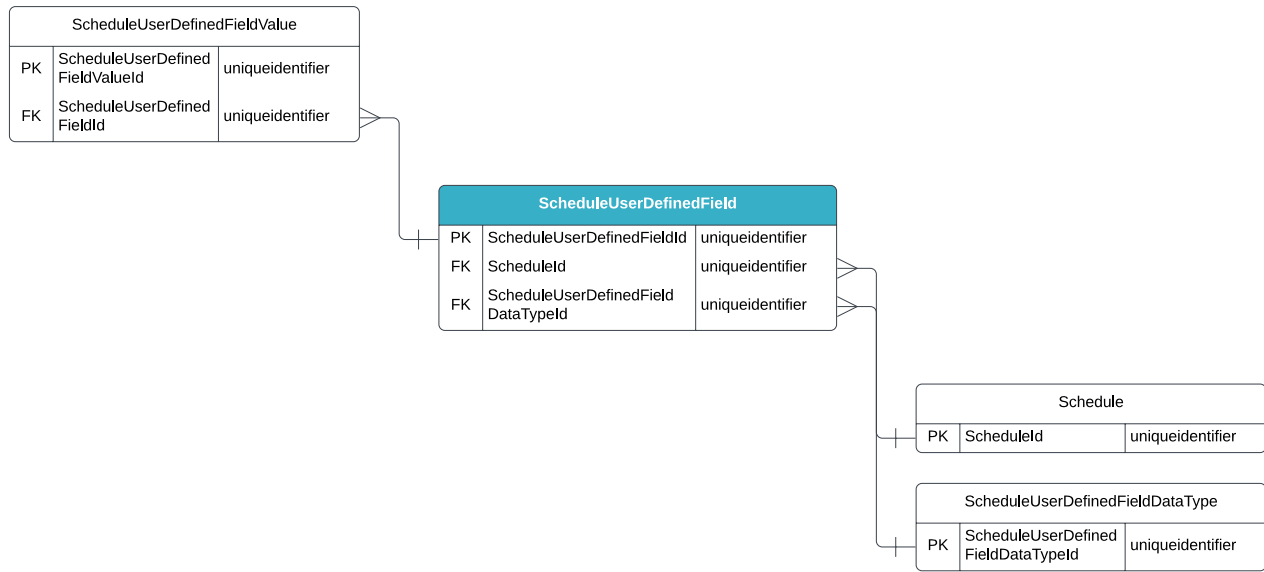 ScheduleUserDefinedFieldValue
PK ScheduleUserDefined uniqueidentifier
FieldValueId
FK ScheduleUserDefined uniqueidentifier
FieldId
ScheduleUserDefinedField
PK ScheduleUserDefinedFieldId uniqueidentifier
FK ScheduleId uniqueidentifier
FK ScheduleUserDefinedField uniqueidentifier
DataTypeId
Schedule
PK ScheduleId uniqueidentifier
ScheduleUserDefinedFieldDataType
PK ScheduleUserDefined uniqueidentifier
FieldDataTypeId